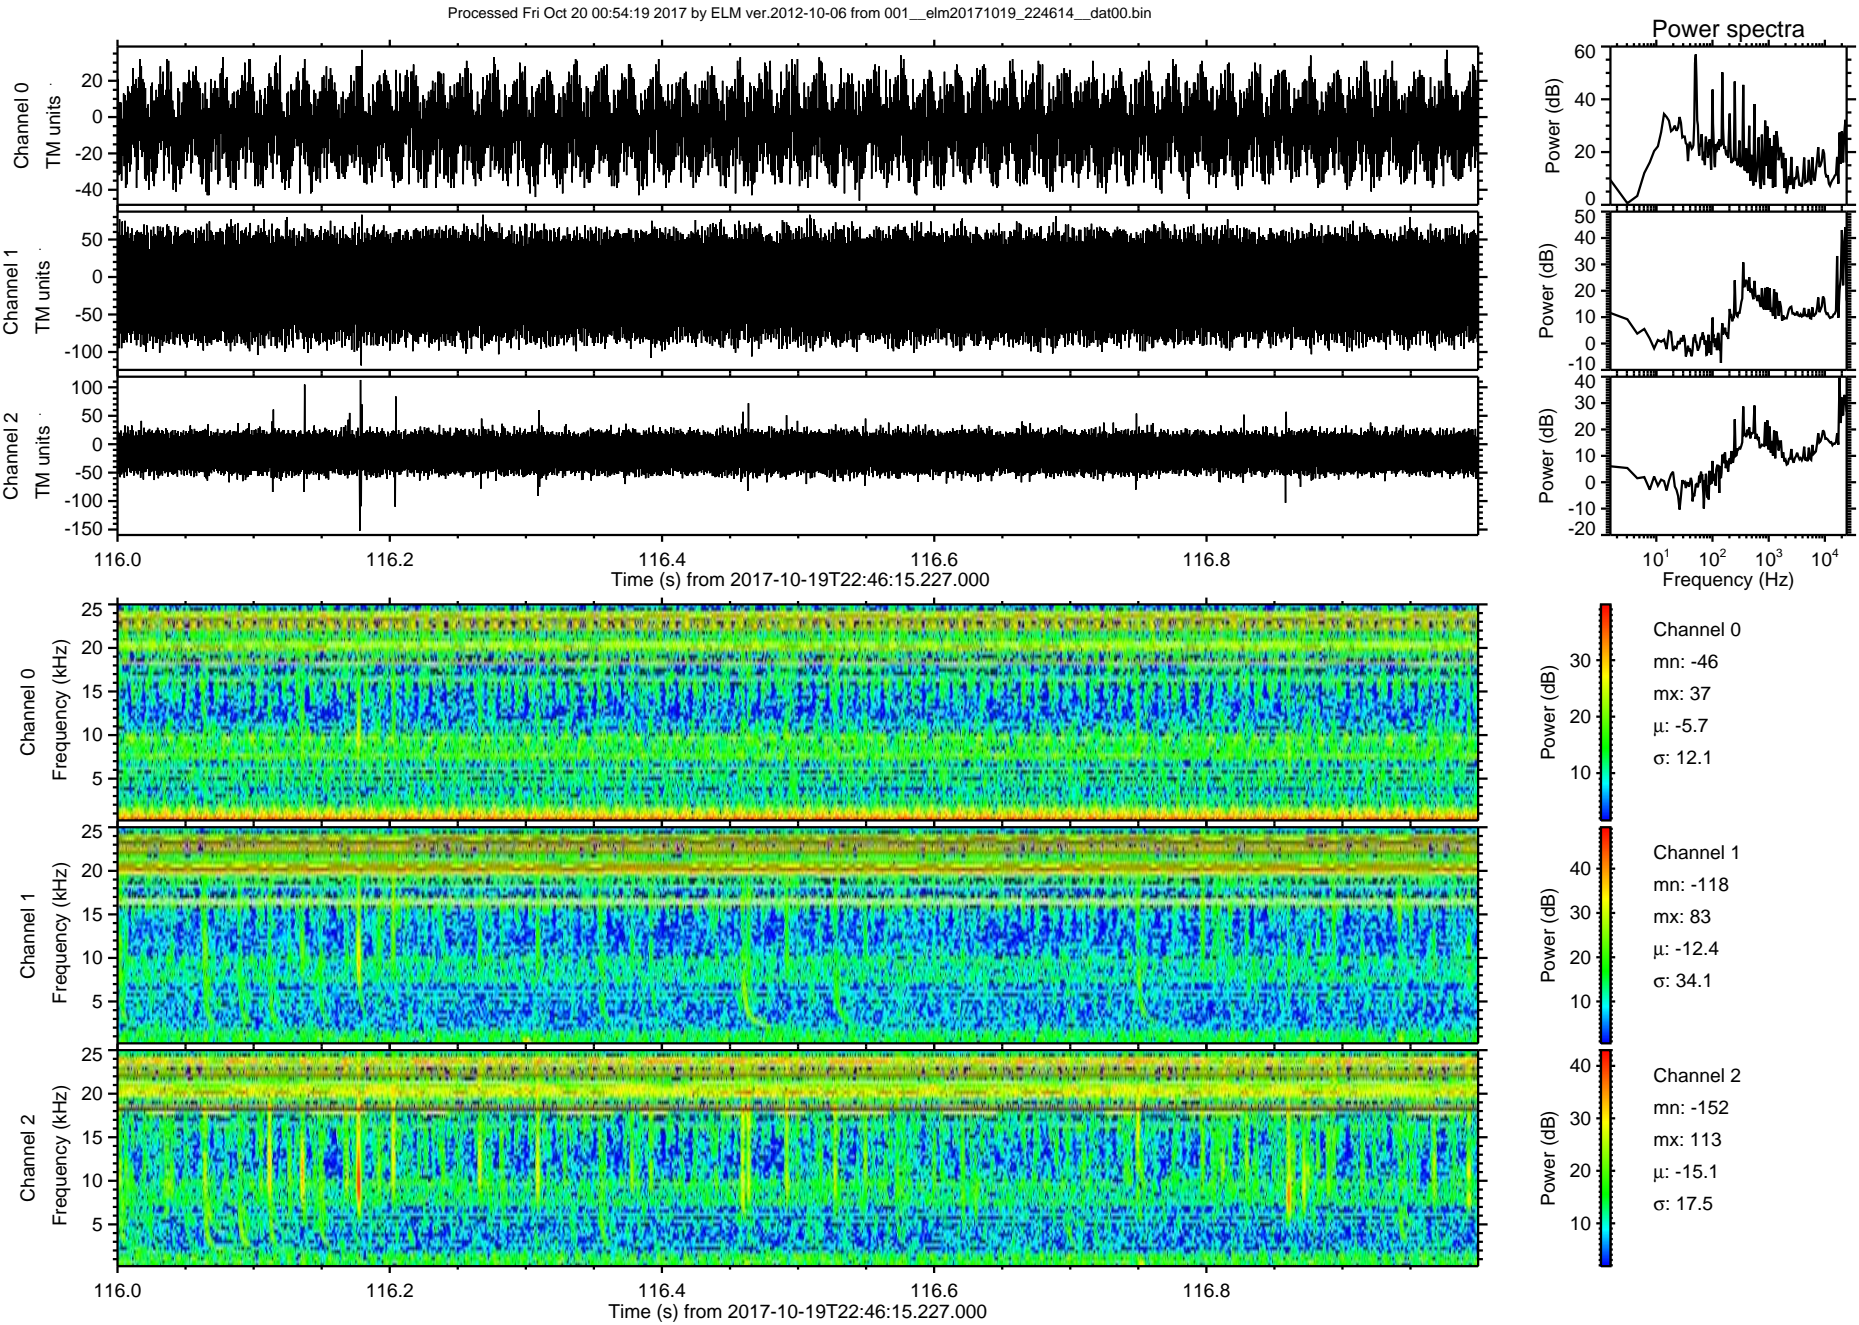 Processed Fri Oct 20 00:54:19 2017 by ELM ver.2012-10-06 from 001__elm20171019_224614__dat00.bin
Power spectra
Channel 0
TM units
20
0
-20
-40
Power (dB)
60
40
20
0
Channel 1
TM units
50
0
-50
-100
Power (dB)
50
40
30
20
10
0
-10
Channel 2
TM units
100
50
0
-50
-100
-150
Power (dB)
40
30
20
10
0
-10
-20
116.0 116.2 116.4 116.6 116.8
Time (s) from 2017-10-19T22:46:15.227.000
10^1 10^2 10^3 10^4
Frequency (Hz)
Channel 0
Frequency (kHz)
25
20
15
10
5
Power (dB)
30
20
10
Channel 0
mn: -46
mx: 37
μ: -5.7
σ: 12.1
Channel 1
Frequency (kHz)
25
20
15
10
5
Power (dB)
40
30
20
10
Channel 1
mn: -118
mx: 83
μ: -12.4
σ: 34.1
Channel 2
Frequency (kHz)
25
20
15
10
5
Power (dB)
40
30
20
10
Channel 2
mn: -152
mx: 113
μ: -15.1
σ: 17.5
116.0 116.2 116.4 116.6 116.8
Time (s) from 2017-10-19T22:46:15.227.000